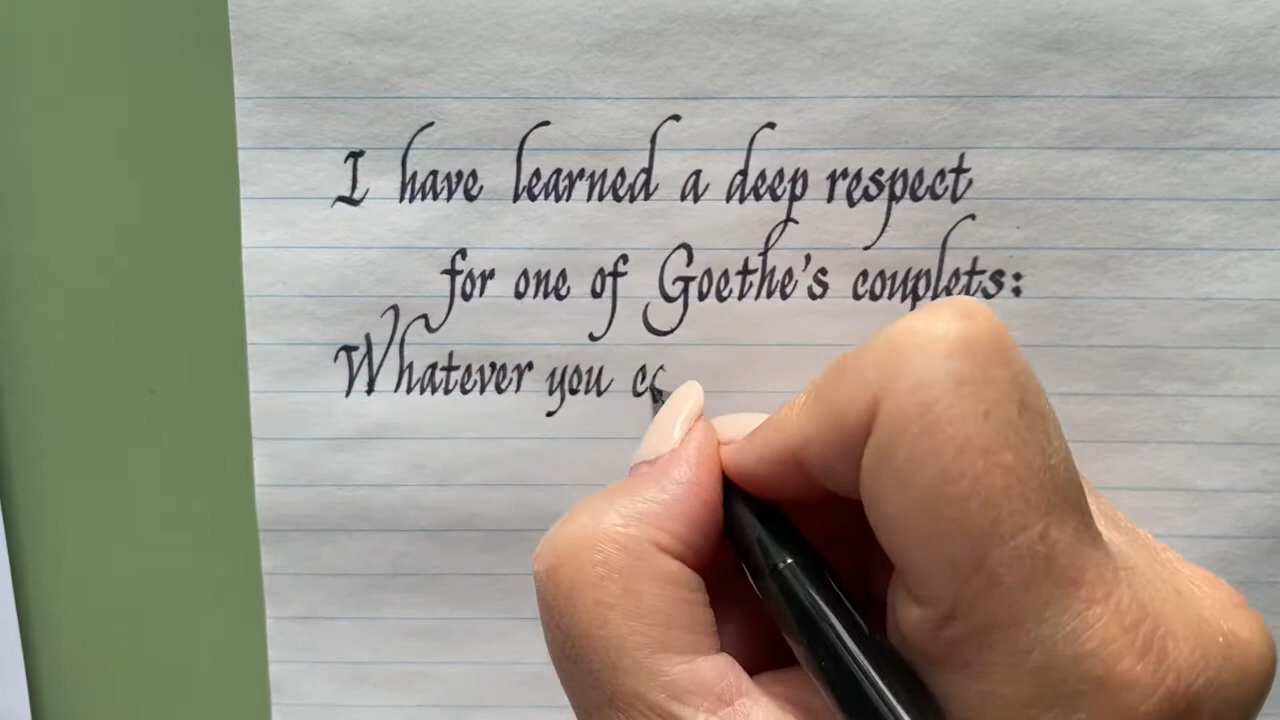 I have learned a deep respect
for one of Goethe's couplets:
Whatever you